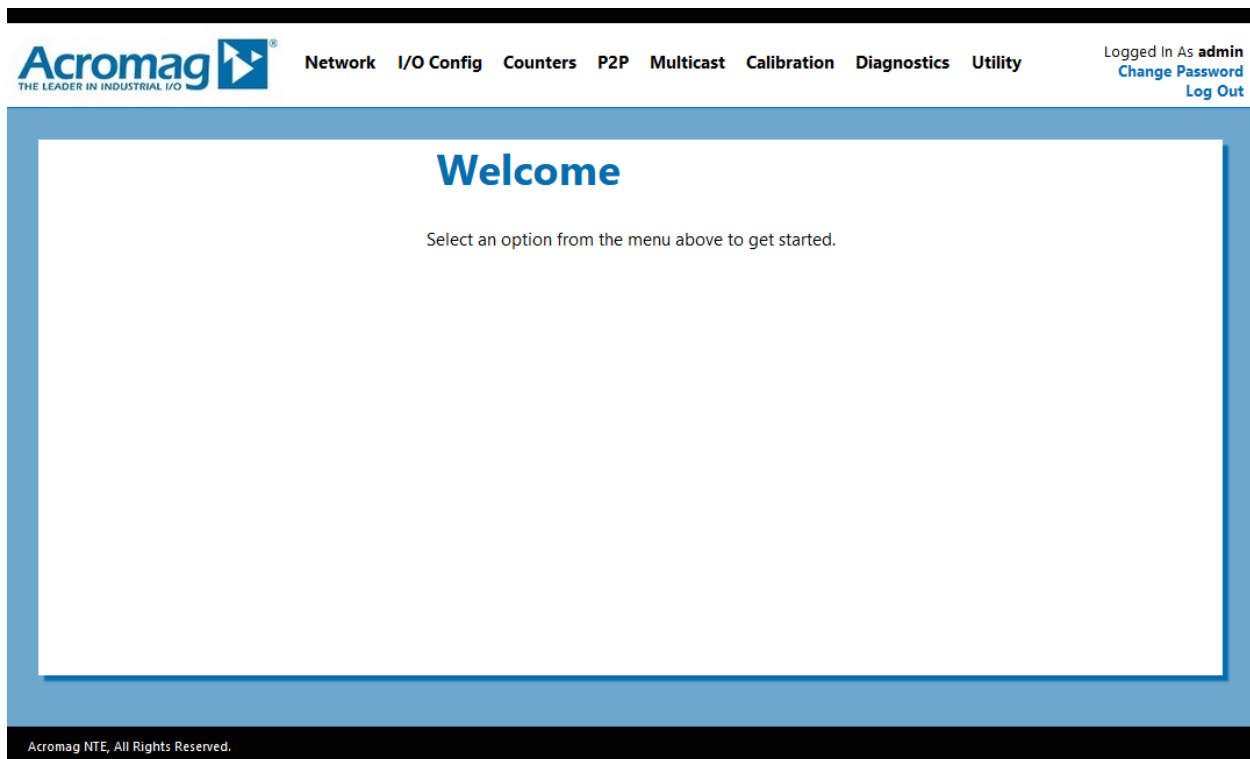 Acromag ®
THE LEADER IN INDUSTRIAL I/O
Network I/O Config Counters P2P Multicast Calibration Diagnostics Utility
Logged In As admin
Change Password
Log Out
Welcome
Select an option from the menu above to get started.
Acromag NTE, All Rights Reserved.